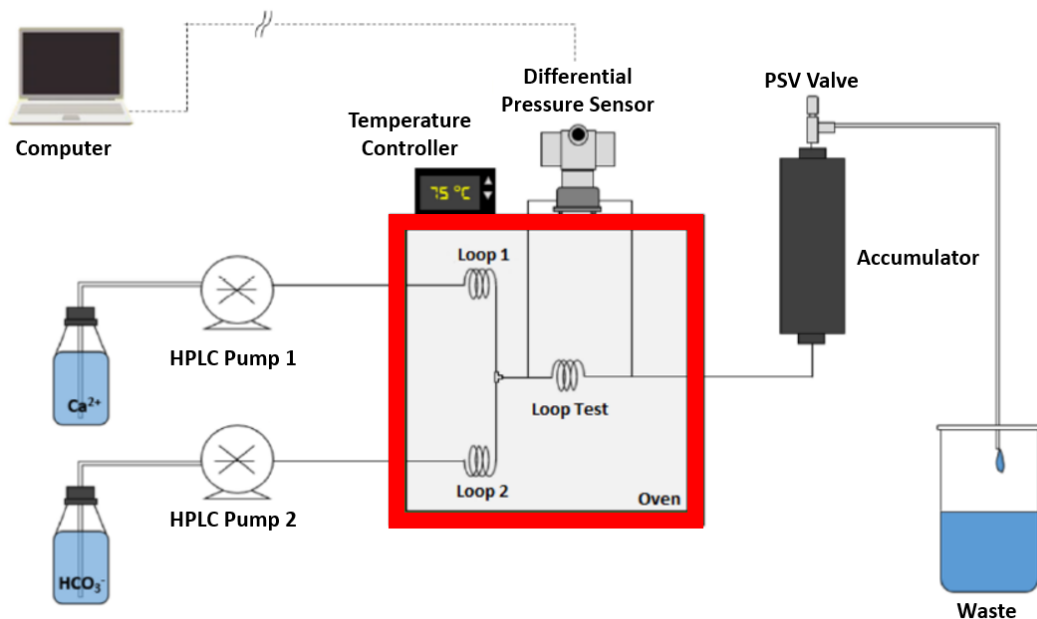 Computer
Temperature
Controller
75 °C
Differential
Pressure Sensor
PSV Valve
Accumulator
Loop 1
HPLC Pump 1
Ca²⁺
Loop Test
Loop 2
HPLC Pump 2
Oven
HCO₃⁻
Waste